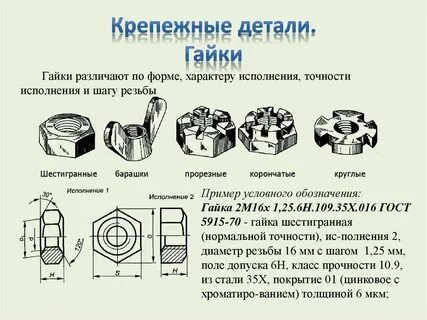 Крепежные детали.
Гайки
Гайки различают по форме, характеру исполнения, точности
исполнения и шагу резьбы
Шестигранные барашки прорезные корончатые круглые
Исполнение 1
Исполнение 2
30°
d
120°
H
S
D
H
Пример условного обозначения:
Гайка 2М16х 1,25.6Н.109.35Х.016 ГОСТ
5915-70 - гайка шестигранная
(нормальной точности), ис-полнения 2,
диаметр резьбы 16 мм с шагом 1,25 мм,
поле допуска 6Н, класс прочности 10.9,
из стали 35Х, покрытие 01 (цинковое с
хроматиро-ванием) толщиной 6 мкм;